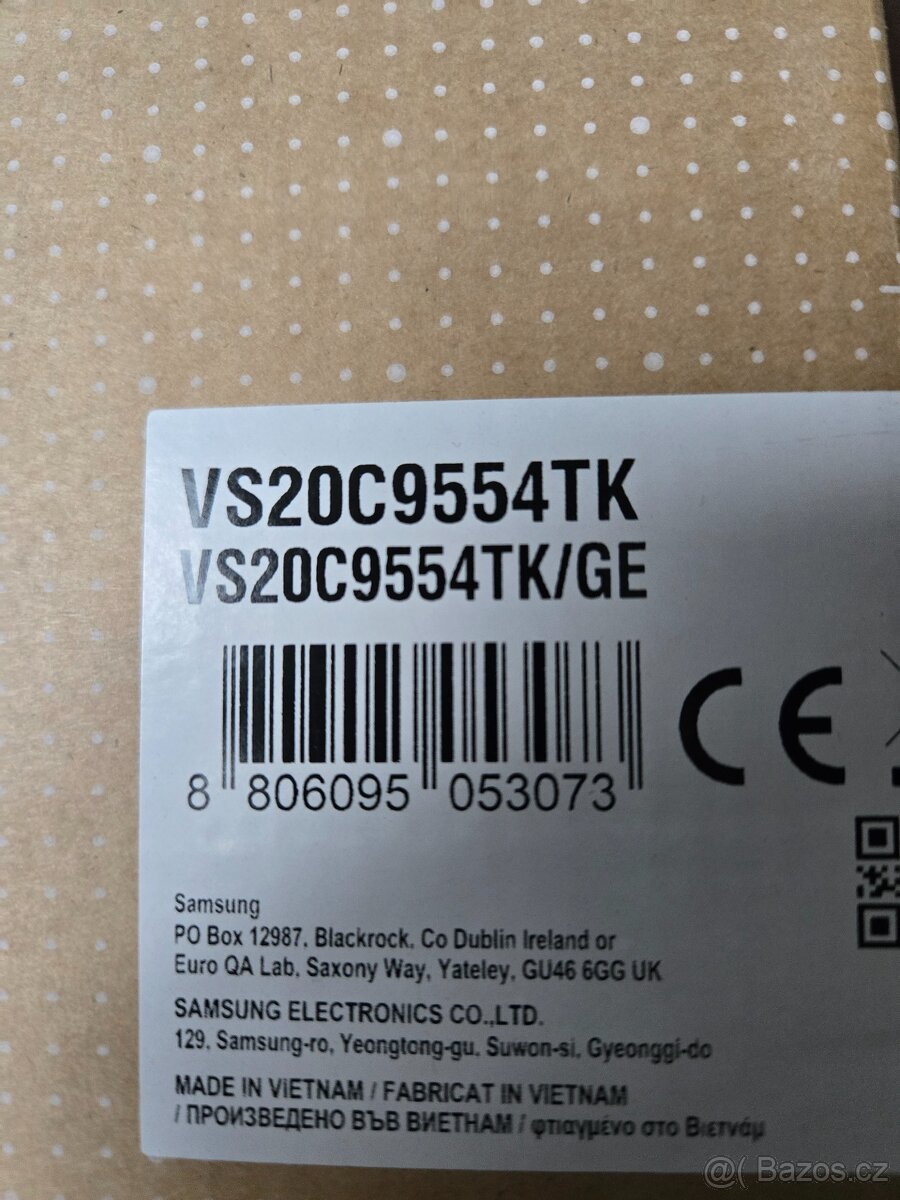 VS20C9554TK
VS20C9554TK/GE
8 806095 053073
CE
Samsung
PO Box 12987, Blackrock, Co Dublin Ireland or
Euro QA Lab, Saxony Way, Yateley, GU46 6GG UK
SAMSUNG ELECTRONICS CO.,LTD.
129, Samsung-ro, Yeongtong-gu, Suwon-si, Gyeonggi-do
MADE IN VIETNAM / FABRICAT IN VIETNAM
/ ПРОИЗВЕДЕНО ВЪВ ВИЕТНАМ / φτιαγμένο στο Βιετνάμ
@( Bazos.cz